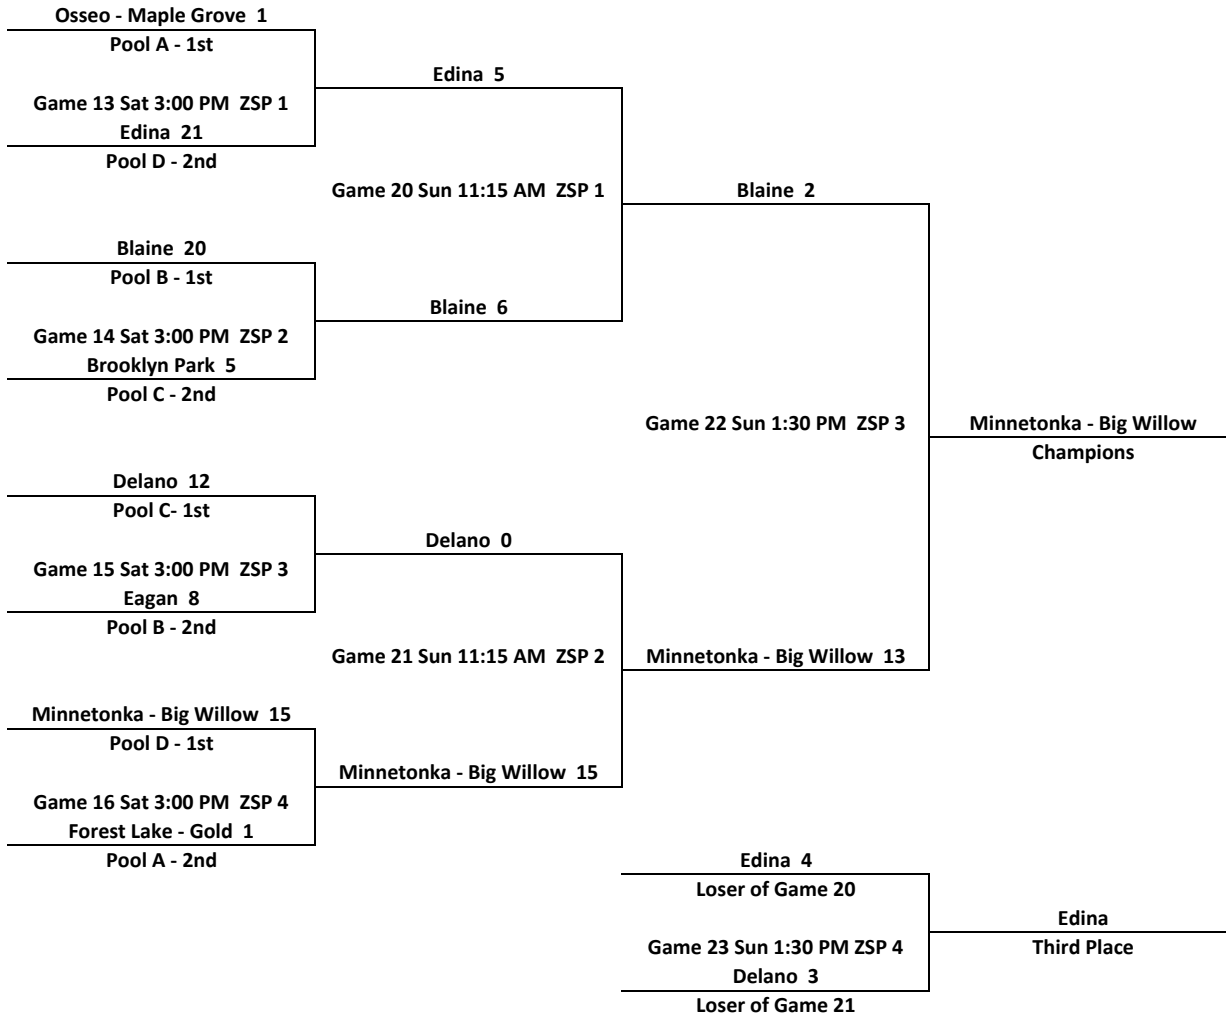 Osseo - Maple Grove 1
Pool A - 1st
Edina 5
Game 13 Sat 3:00 PM ZSP 1
Edina 21
Pool D - 2nd
Game 20 Sun 11:15 AM ZSP 1
Blaine 2
Blaine 20
Pool B - 1st
Blaine 6
Game 14 Sat 3:00 PM ZSP 2
Brooklyn Park 5
Pool C - 2nd
Game 22 Sun 1:30 PM ZSP 3
Minnetonka - Big Willow
Champions
Delano 12
Pool C- 1st
Delano 0
Game 15 Sat 3:00 PM ZSP 3
Eagan 8
Pool B - 2nd
Game 21 Sun 11:15 AM ZSP 2
Minnetonka - Big Willow 13
Minnetonka - Big Willow 15
Pool D - 1st
Minnetonka - Big Willow 15
Game 16 Sat 3:00 PM ZSP 4
Forest Lake - Gold 1
Pool A - 2nd
Edina 4
Loser of Game 20
Edina
Third Place
Game 23 Sun 1:30 PM ZSP 4
Delano 3
Loser of Game 21